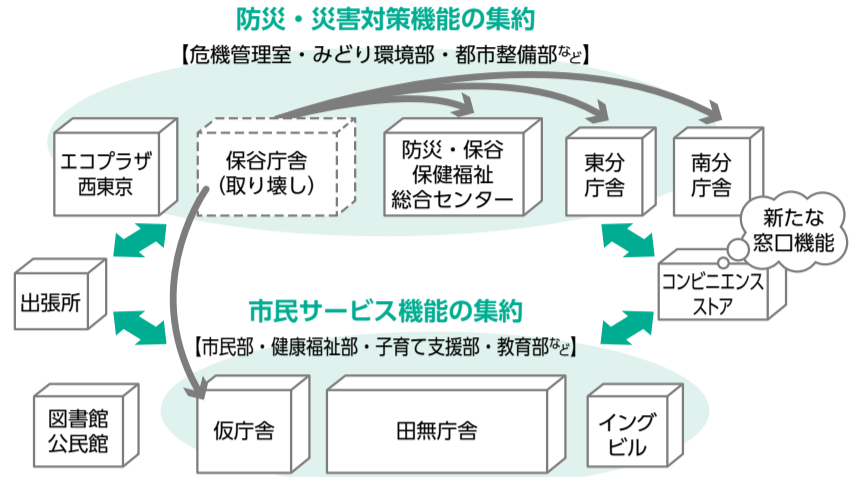 防災・災害対策機能の集約
【危機管理室・みどり環境部・都市整備部など】
エコプラザ
西東京
保谷庁舎
(取り壊し)
防災・保谷
保健福祉
総合センター
東分
庁舎
南分
庁舎
新たな
窓口機能
出張所
コンビニエンス
ストア
市民サービス機能の集約
【市民部・健康福祉部・子育て支援部・教育部など】
図書館
公民館
仮庁舎
田無庁舎
イング
ビル